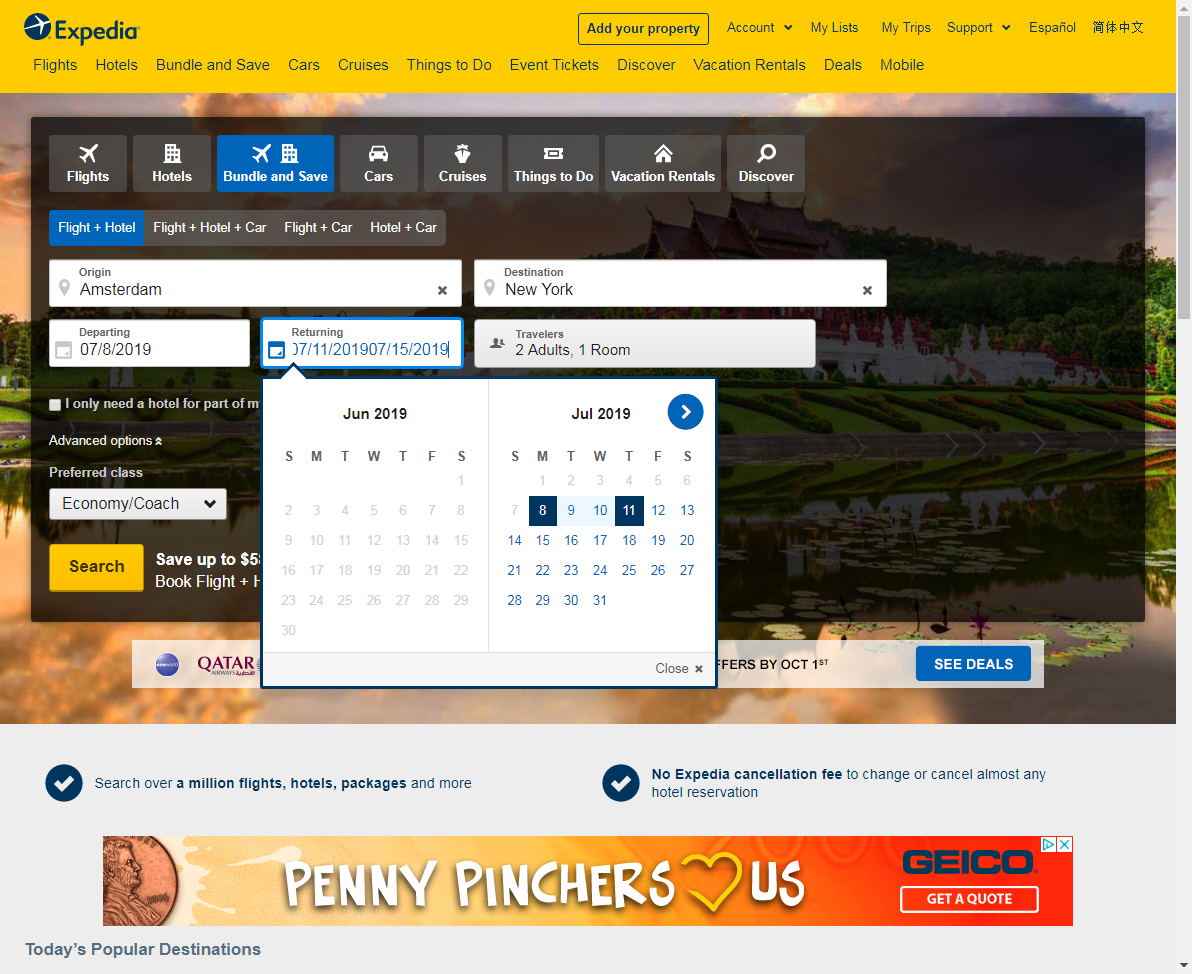 Expedia
Add your property
Account
My Lists
My Trips
Support
Español
简体中文
Flights
Hotels
Bundle and Save
Cars
Cruises
Things to Do
Event Tickets
Discover
Vacation Rentals
Deals
Mobile
Flights
Hotels
Bundle and Save
Cars
Cruises
Things to Do
Vacation Rentals
Discover
Flight + Hotel
Flight + Hotel + Car
Flight + Car
Hotel + Car
Origin
Amsterdam
Destination
New York
Departing
07/8/2019
Returning
07/11/201907/15/2019
Travelers
2 Adults, 1 Room
I only need a hotel for part of m
Advanced options
Preferred class
Economy/Coach
Search
Save up to $5
Book Flight + H
Jun 2019
S M T W T F S
1
2 3 4 5 6 7 8
9 10 11 12 13 14 15
16 17 18 19 20 21 22
23 24 25 26 27 28 29
30
Jul 2019
S M T W T F S
1 2 3 4 5 6
7 8 9 10 11 12 13
14 15 16 17 18 19 20
21 22 23 24 25 26 27
28 29 30 31
Close
oneworld
QATAR
AIRWAYS القطرية
FFERS BY OCT 1ST
SEE DEALS
Search over a million flights, hotels, packages and more
No Expedia cancellation fee to change or cancel almost any
hotel reservation
PENNY PINCHERS US
GEICO
GET A QUOTE
Today's Popular Destinations